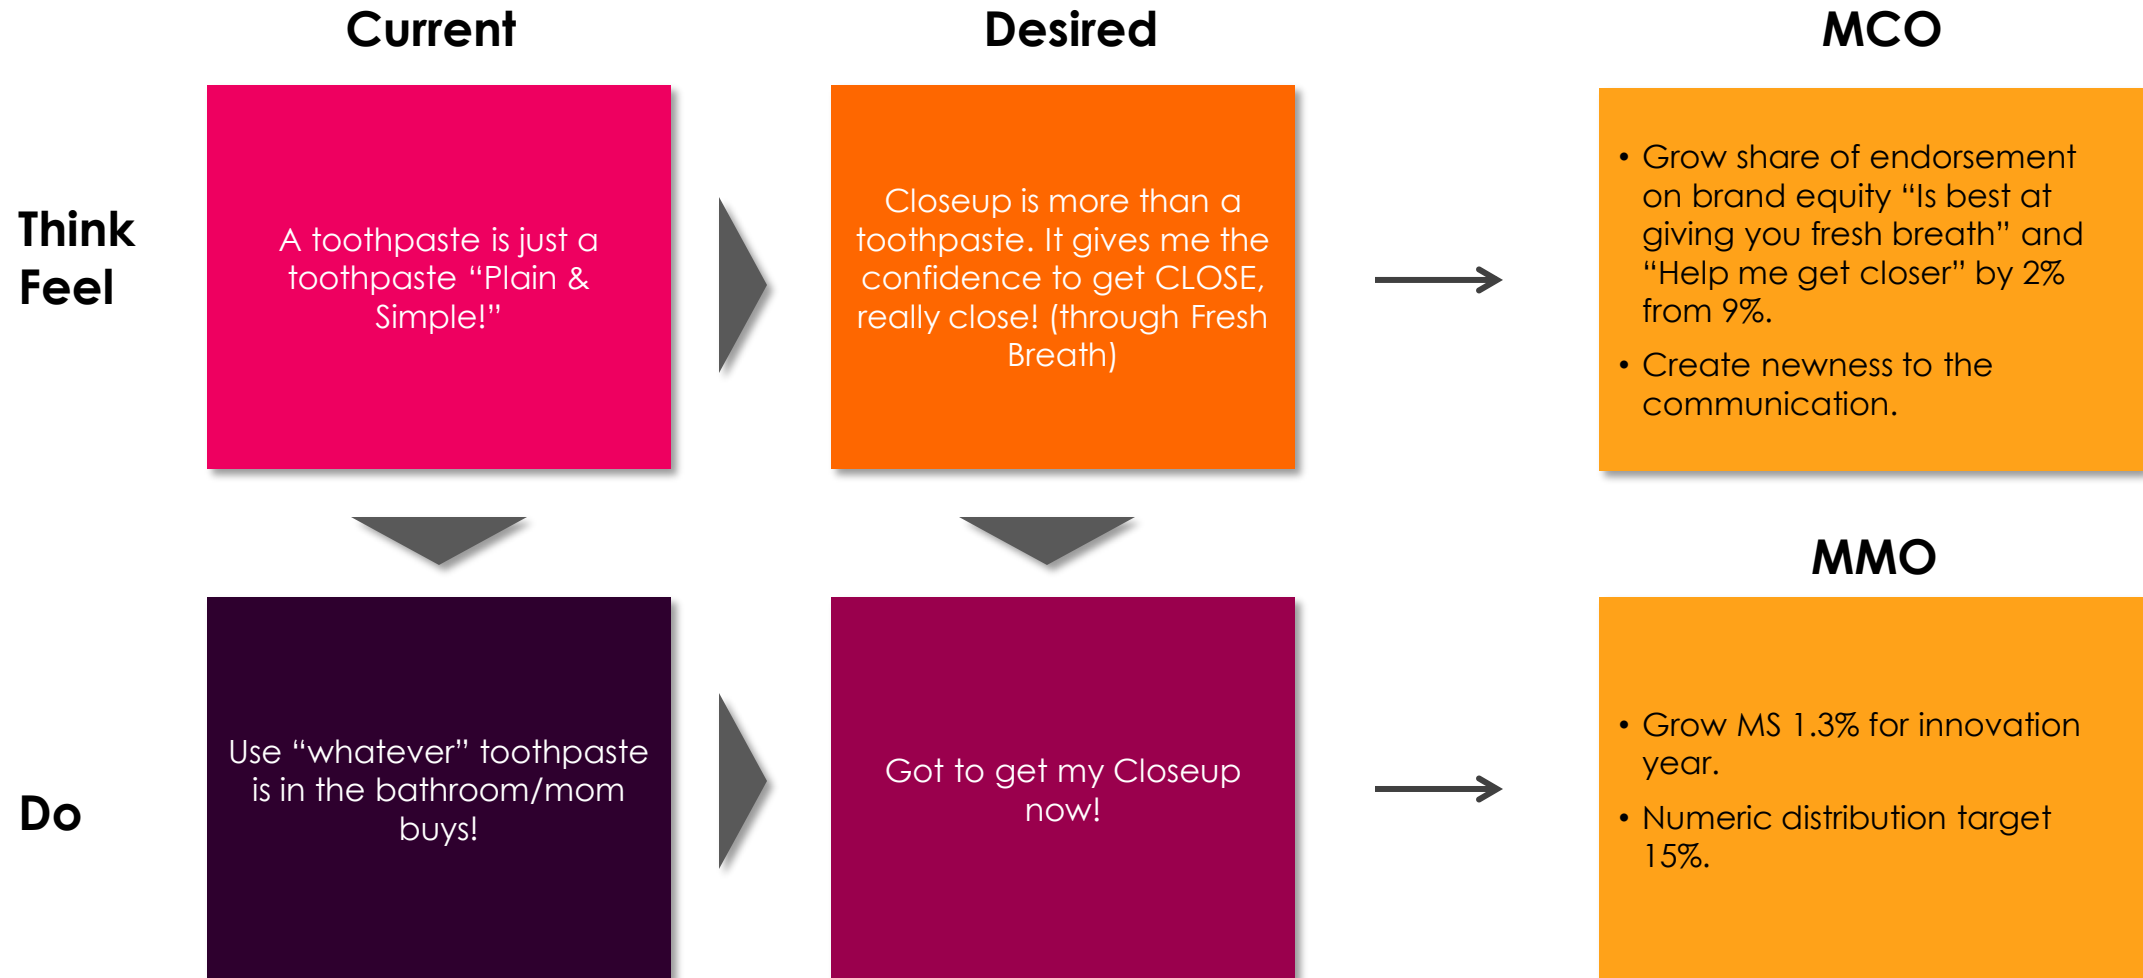 Current
Desired
MCO
Think
Feel
A toothpaste is just a
toothpaste “Plain &
Simple!”
Closeup is more than a
toothpaste. It gives me the
confidence to get CLOSE,
really close! (through Fresh
Breath)
• Grow share of endorsement
on brand equity “Is best at
giving you fresh breath” and
“Help me get closer” by 2%
from 9%.
• Create newness to the
communication.
MMO
Do
Use “whatever” toothpaste
is in the bathroom/mom
buys!
Got to get my Closeup
now!
• Grow MS 1.3% for innovation
year.
• Numeric distribution target
15%.